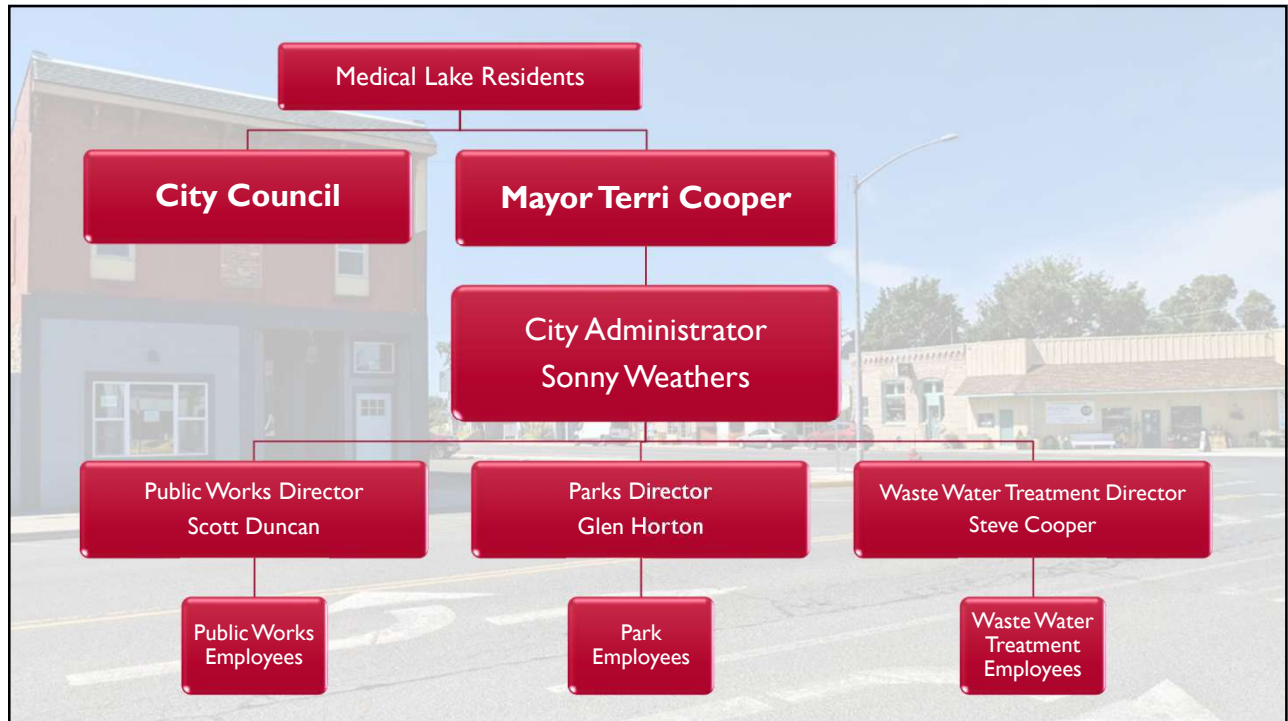 Medical Lake Residents
City Council
Mayor Terri Cooper
City Administrator
Sonny Weathers
Public Works Director
Scott Duncan
Parks Director
Glen Horton
Waste Water Treatment Director
Steve Cooper
Public Works
Employees
Park
Employees
Waste Water
Treatment
Employees